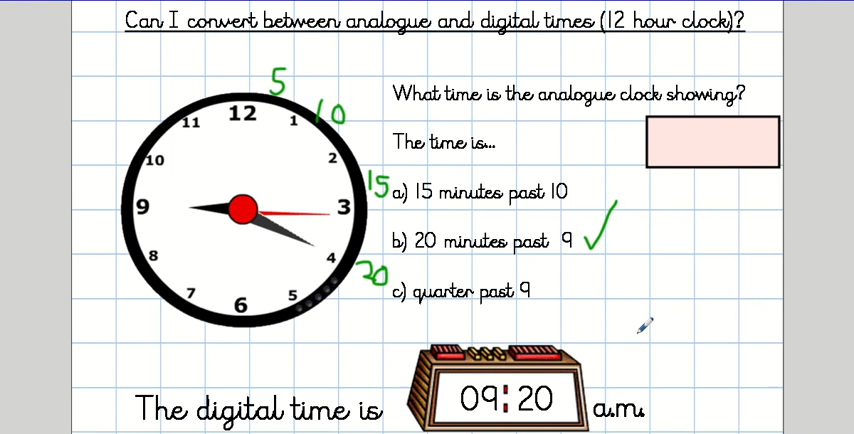 Can I convert between analogue and digital times (12 hour clock)?
5
10
15
20
12
1
2
3
4
5
6
7
8
9
10
11
What time is the analogue clock showing?
The time is...
a) 15 minutes past 10
b) 20 minutes past 9
c) quarter past 9
The digital time is 09:20 a.m.